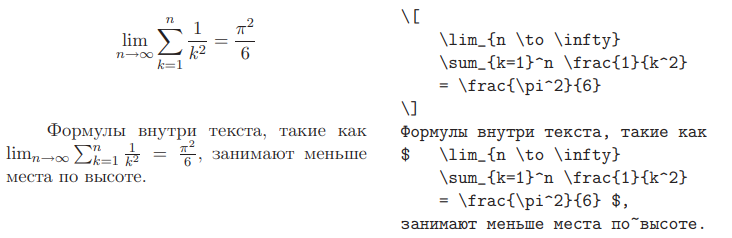 lim_{n→∞} ∑_{k=1}^{n} 1/k² = π²/6
Формулы внутри текста, такие как
lim_{n→∞} ∑_{k=1}^{n} 1/k² = π²/6, занимают меньше
места по высоте.
\[
    \lim_{n \to \infty}
    \sum_{k=1}^n \frac{1}{k^2}
    = \frac{\pi^2}{6}
\]
Формулы внутри текста, такие как
$   \lim_{n \to \infty}
    \sum_{k=1}^n \frac{1}{k^2}
    = \frac{\pi^2}{6} $,
занимают меньше места по~высоте.